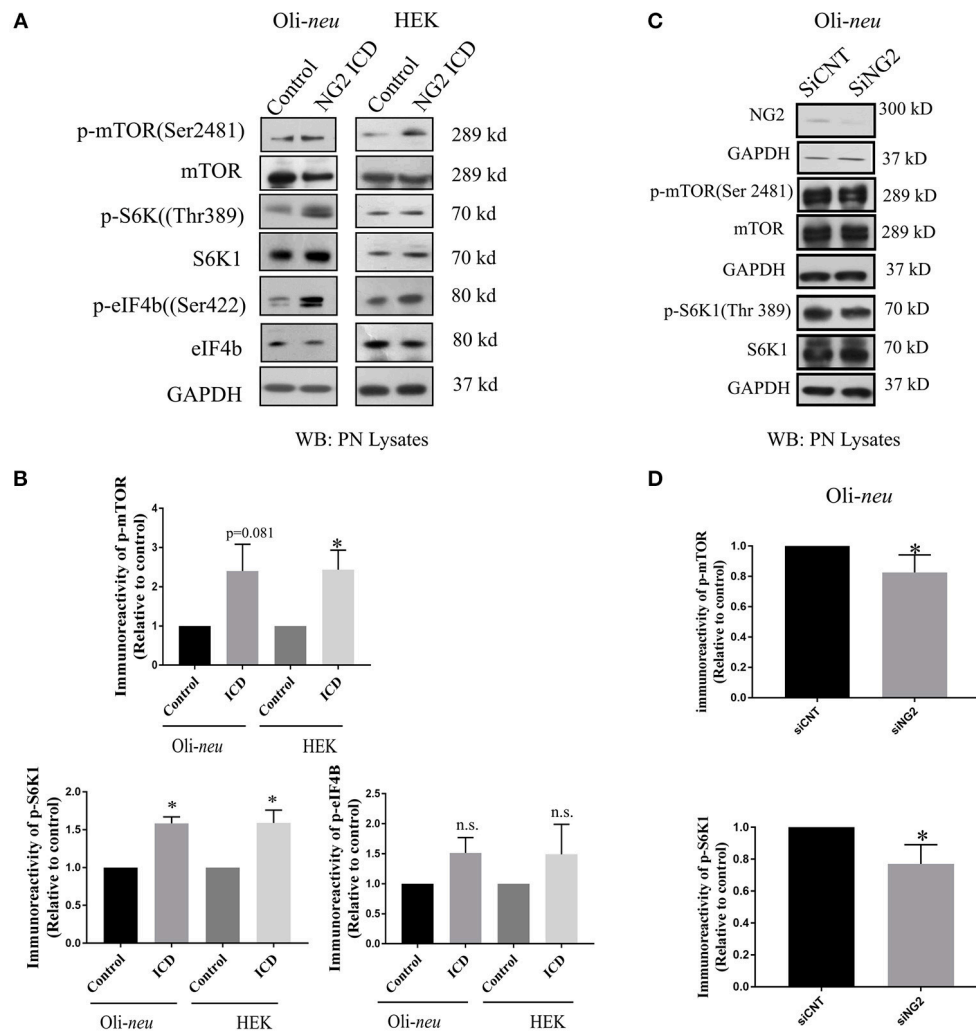 A
Oli-neu HEK
Control NG2 ICD Control NG2 ICD
p-mTOR(Ser2481) 289 kd
mTOR 289 kd
p-S6K((Thr389) 70 kd
S6K1 70 kd
p-eIF4b((Ser422) 80 kd
eIF4b 80 kd
GAPDH 37 kd
WB: PN Lysates
C
Oli-neu
SiCNT SiNG2
NG2 300 kD
GAPDH 37 kD
p-mTOR(Ser 2481) 289 kD
mTOR 289 kD
GAPDH 37 kD
p-S6K1(Thr 389) 70 kD
S6K1 70 kD
GAPDH 37 kD
WB: PN Lysates
B
Immunoreactivity of p-mTOR
(Relative to control)
4
3
2
1
0
p=0.081
*
Control ICD Control ICD
Oli-neu HEK
Immunoreactivity of p-S6K1
(Relative to control)
2.0
1.5
1.0
0.5
0.0
* *
Control ICD Control ICD
Oli-neu HEK
Immunoreactivity of p-eIF4B
(Relative to control)
2.5
2.0
1.5
1.0
0.5
0.0
n.s. n.s.
Control ICD Control ICD
Oli-neu HEK
D
Oli-neu
immunoreactivity of p-mTOR
(Relative to control)
1.0
0.8
0.6
0.4
0.2
0.0
*
siCNT siNG2
Immunoreactivity of p-S6K1
(Relative to control)
1.0
0.8
0.6
0.4
0.2
0.0
*
siCNT siNG2